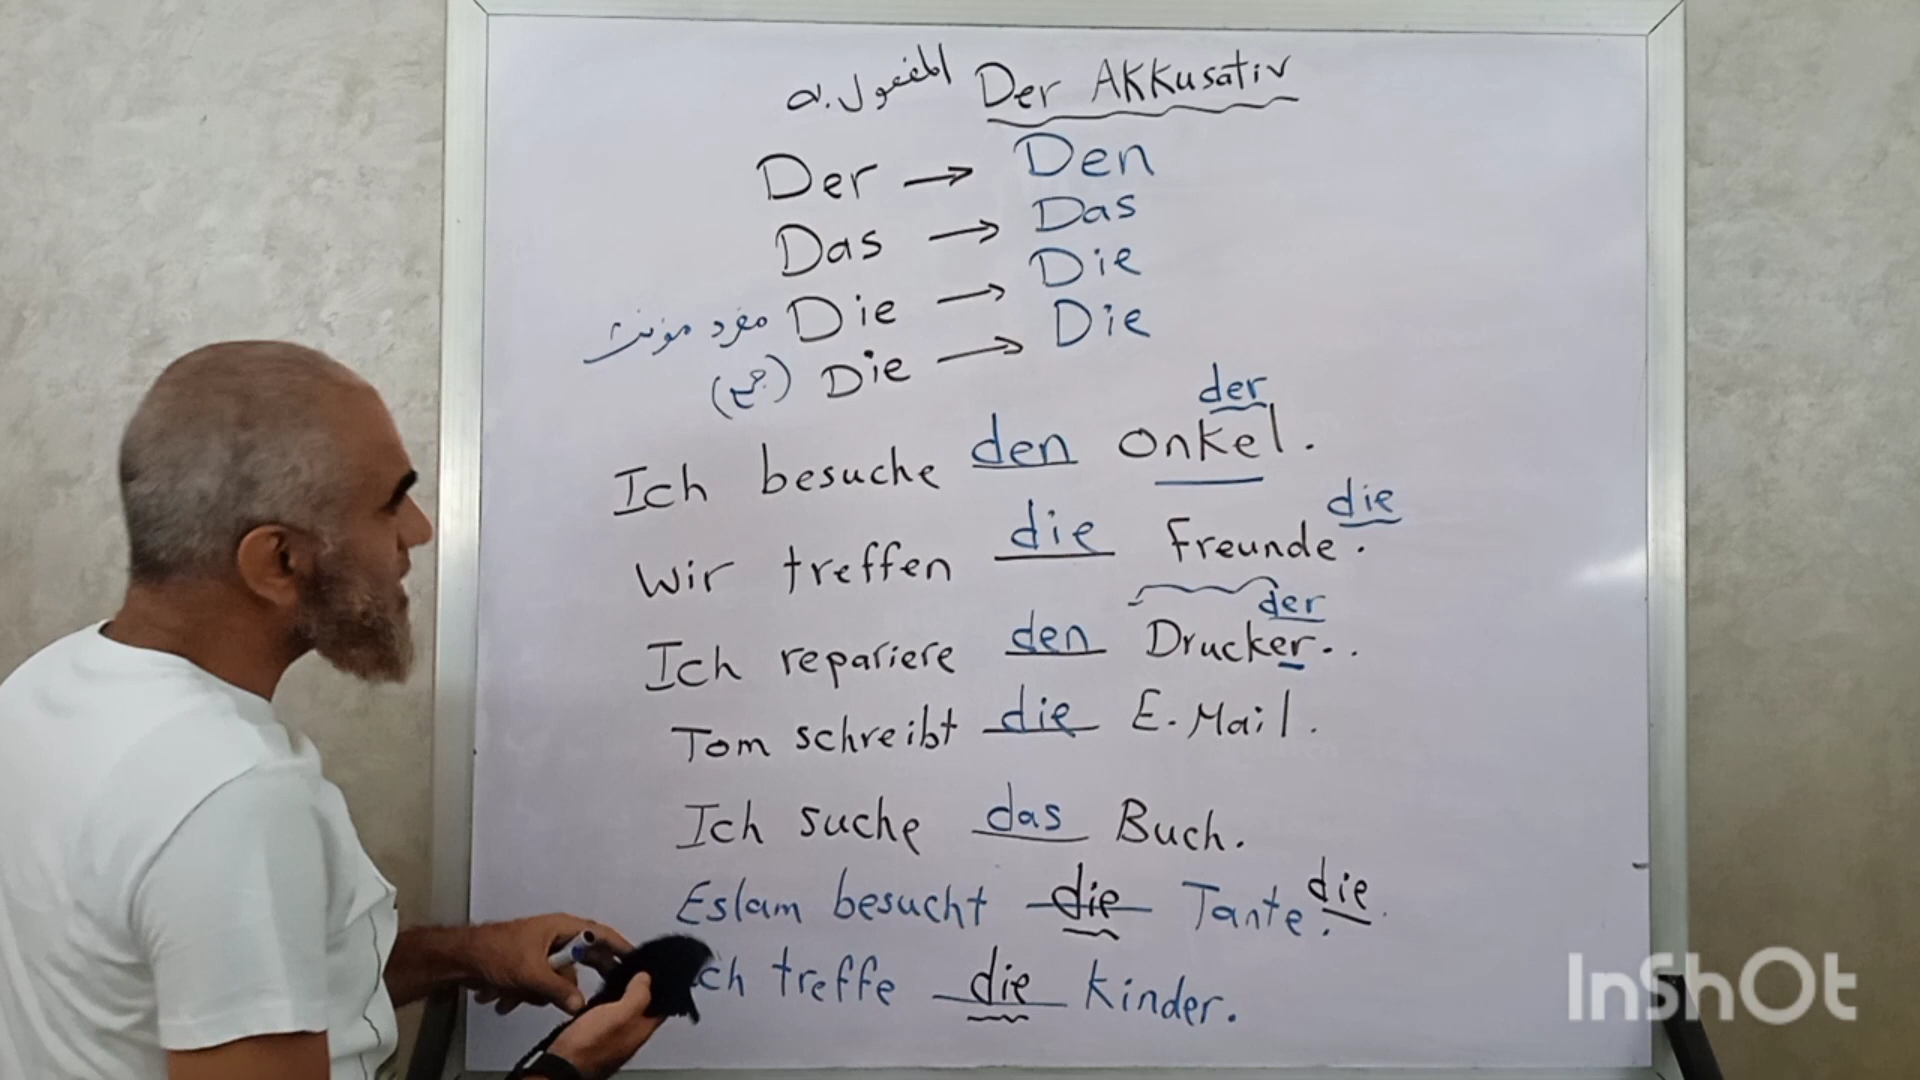 Der Akkusativ المفعول به
Der → Den
Das → Das
مفرد مؤنث Die → Die
(جمع) Die → Die
der
Ich besuche den Onkel.
die
Wir treffen die Freunde.
der
Ich repariere den Drucker..
Tom schreibt die E-Mail.
Ich suche das Buch.
Eslam besucht die Tante. die
ch treffe die Kinder.
InShOt